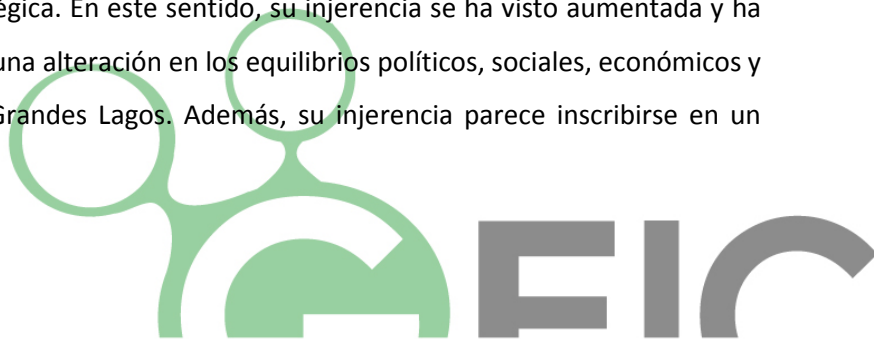 égica. En este sentido, su injerencia se ha visto aumentada y ha
una alteración en los equilibrios políticos, sociales, económicos y
Grandes Lagos. Además, su injerencia parece inscribirse en un
GEIC